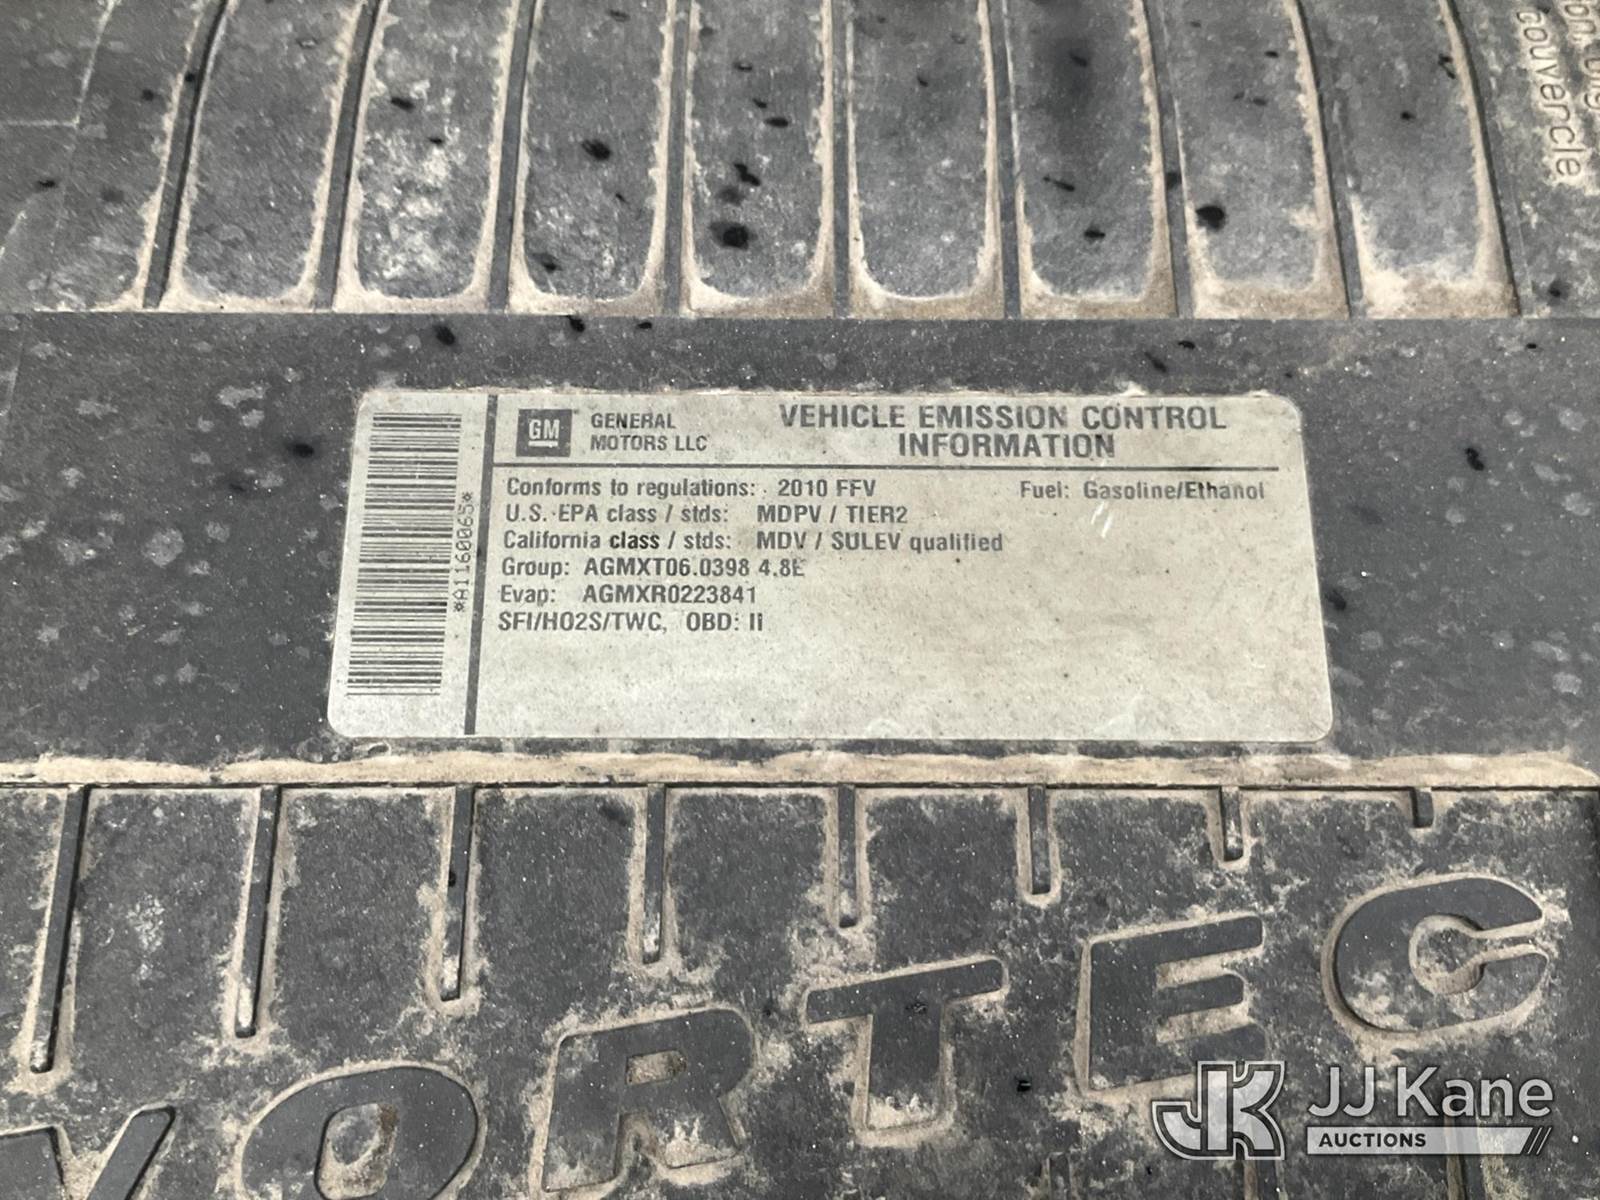 couvercle
GM
GENERAL
MOTORS LLC
VEHICLE EMISSION CONTROL
INFORMATION
Conforms to regulations: 2010 FFV Fuel: Gasoline/Ethanol
U.S. EPA class / stds: MDPV / TIER2
California class / stds: MDV / SULEV qualified
Group: AGMXT06.0398 4.8E
Evap: AGMXR0223841
SFI/HO2S/TWC, OBD: II
*A1160065*
VORTEC
JK
JJ Kane
AUCTIONS